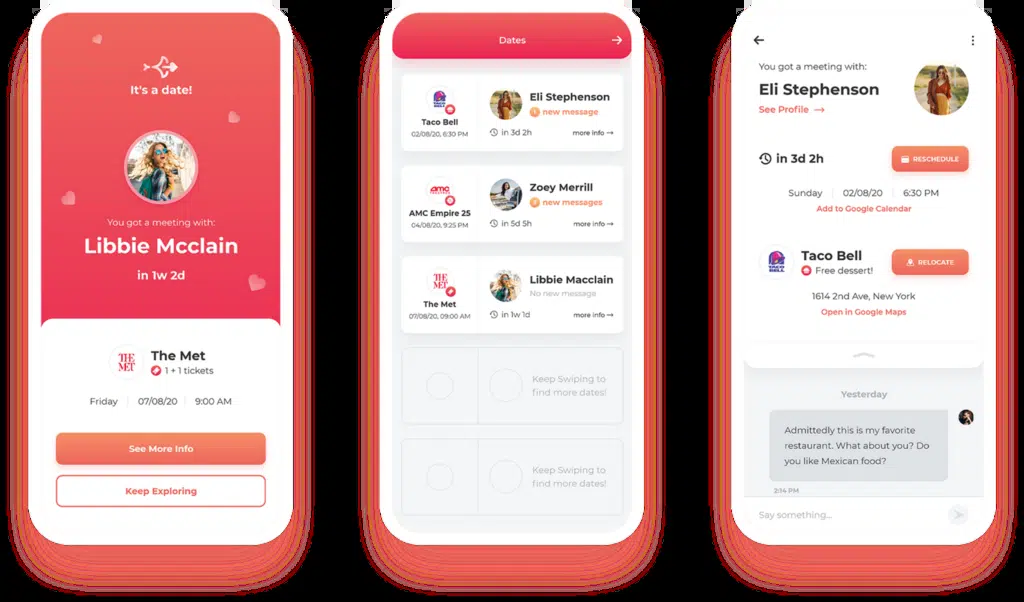 It's a date!
You got a meeting with:
Libbie Mcclain
in 1w 2d
THE
MET
The Met
1 + 1 tickets
Friday 07/08/20 9:00 AM
See More Info
Keep Exploring
Dates
TACO
BELL
Taco Bell
02/08/20, 6:30 PM
Eli Stephenson
new message
in 3d 2h
more info →
amc
THEATRES
AMC Empire 25
04/08/20, 9:25 PM
Zoey Merrill
new messages
in 5d 5h
more info →
THE
MET
The Met
07/08/20, 09:00 AM
Libbie Macclain
No new message
in 1w 1d
more info →
Keep Swiping to
find more dates!
Keep Swiping to
find more dates!
You got a meeting with:
Eli Stephenson
See Profile →
in 3d 2h
RESCHEDULE
Sunday 02/08/20 6:30 PM
Add to Google Calendar
TACO
BELL
Taco Bell
Free dessert!
RELOCATE
1614 2nd Ave, New York
Open in Google Maps
Yesterday
Admittedly this is my favorite
restaurant. What about you? Do
you like Mexican food?
2:14 PM
Say something...